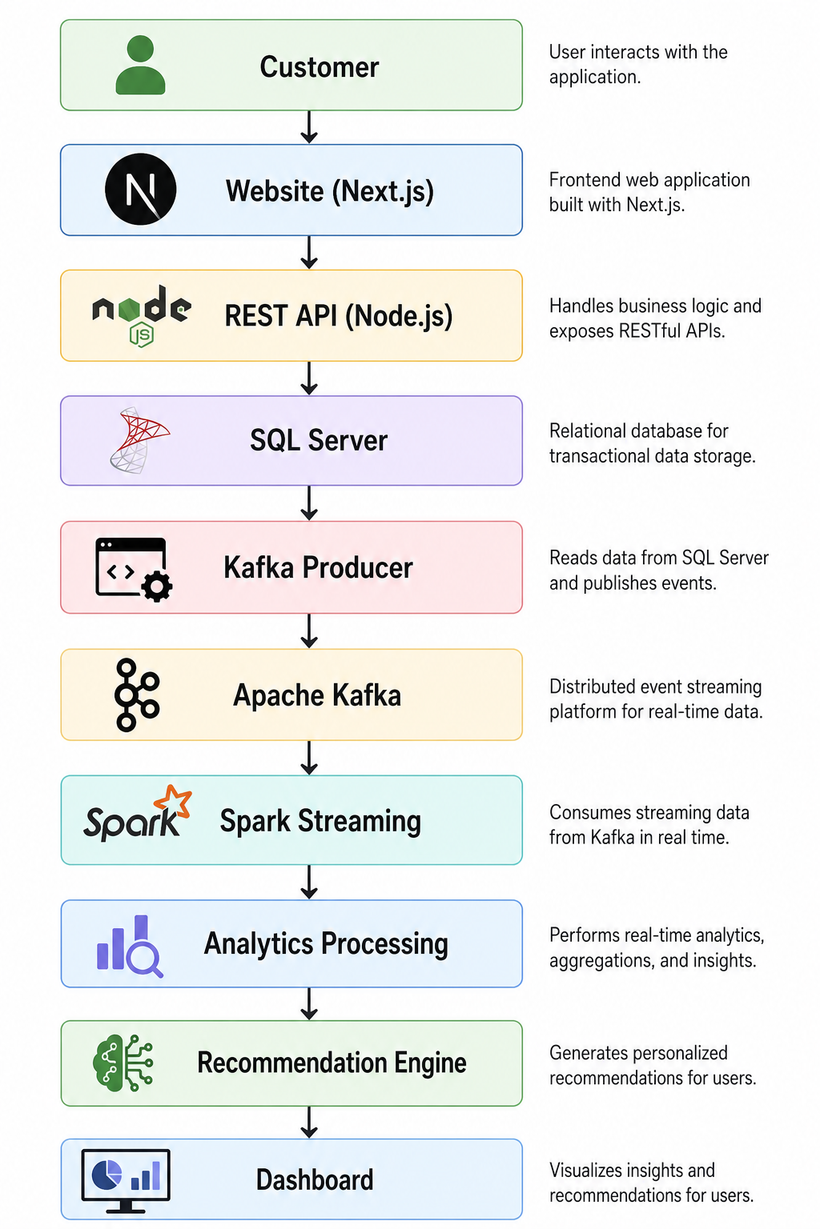 Customer
User interacts with the
application.
N
Website (Next.js)
Frontend web application
built with Next.js.
node
JS
REST API (Node.js)
Handles business logic and
exposes RESTful APIs.
SQL Server
Relational database for
transactional data storage.
Kafka Producer
Reads data from SQL Server
and publishes events.
Apache Kafka
Distributed event streaming
platform for real-time data.
Spark
Spark Streaming
Consumes streaming data
from Kafka in real time.
Analytics Processing
Performs real-time analytics,
aggregations, and insights.
Recommendation Engine
Generates personalized
recommendations for users.
Dashboard
Visualizes insights and
recommendations for users.